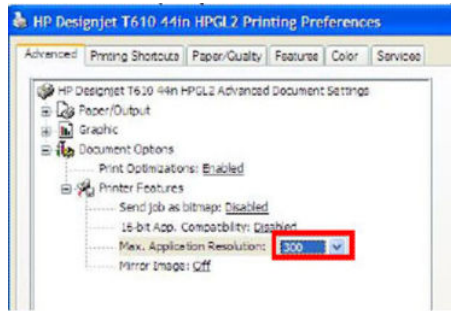 HP Designjet T610 44in HPGL2 Printing Preferences
Advanced Printing Shortcuts Paper/Quality Features Color Services
HP Designjet T610 44in HPGL2 Advanced Document Settings
Paper/Output
Graphic
Document Options
Print Optimizations: Enabled
Printer Features
Send job as bitmap: Disabled
16-bit App. Compatbility: Disabled
Max. Application Resolution: 300
Mirror Image: Off